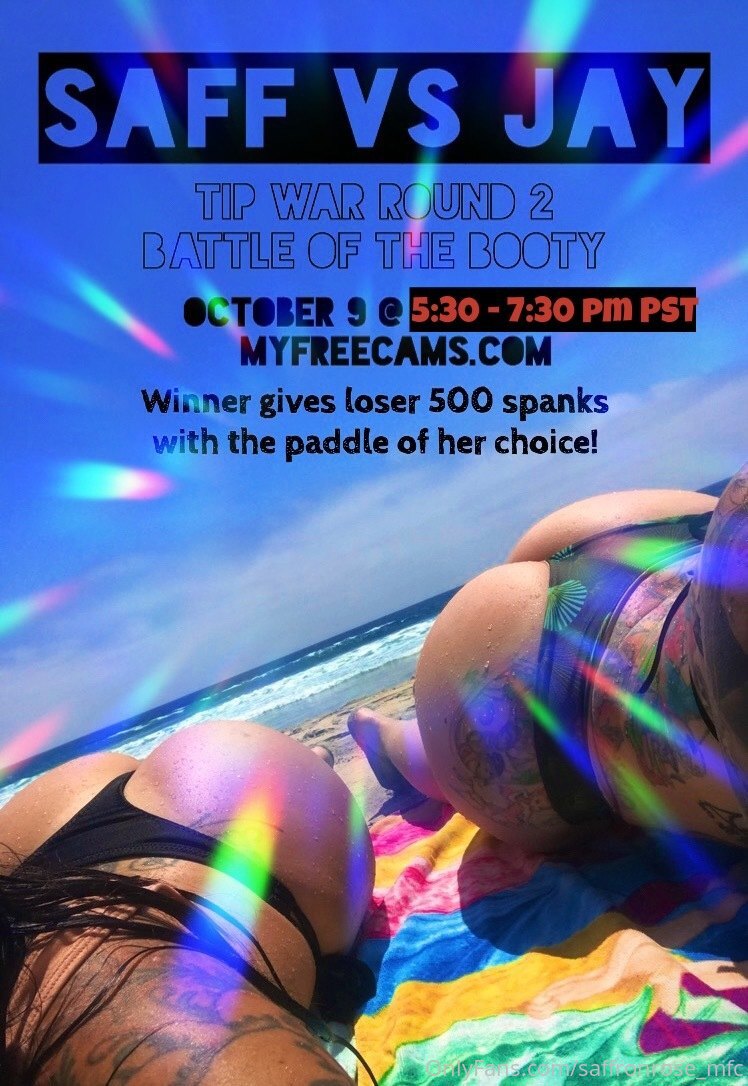 SAFF VS JAY
TIP WAR ROUND 2
BATTLE OF THE BOOTY
OCTOBER 9 @ 5:30 - 7:30 PM PST
MYFREECAMS.COM
Winner gives loser 500 spanks
with the paddle of her choice!
OnlyFans.com/saffronrose_mfc